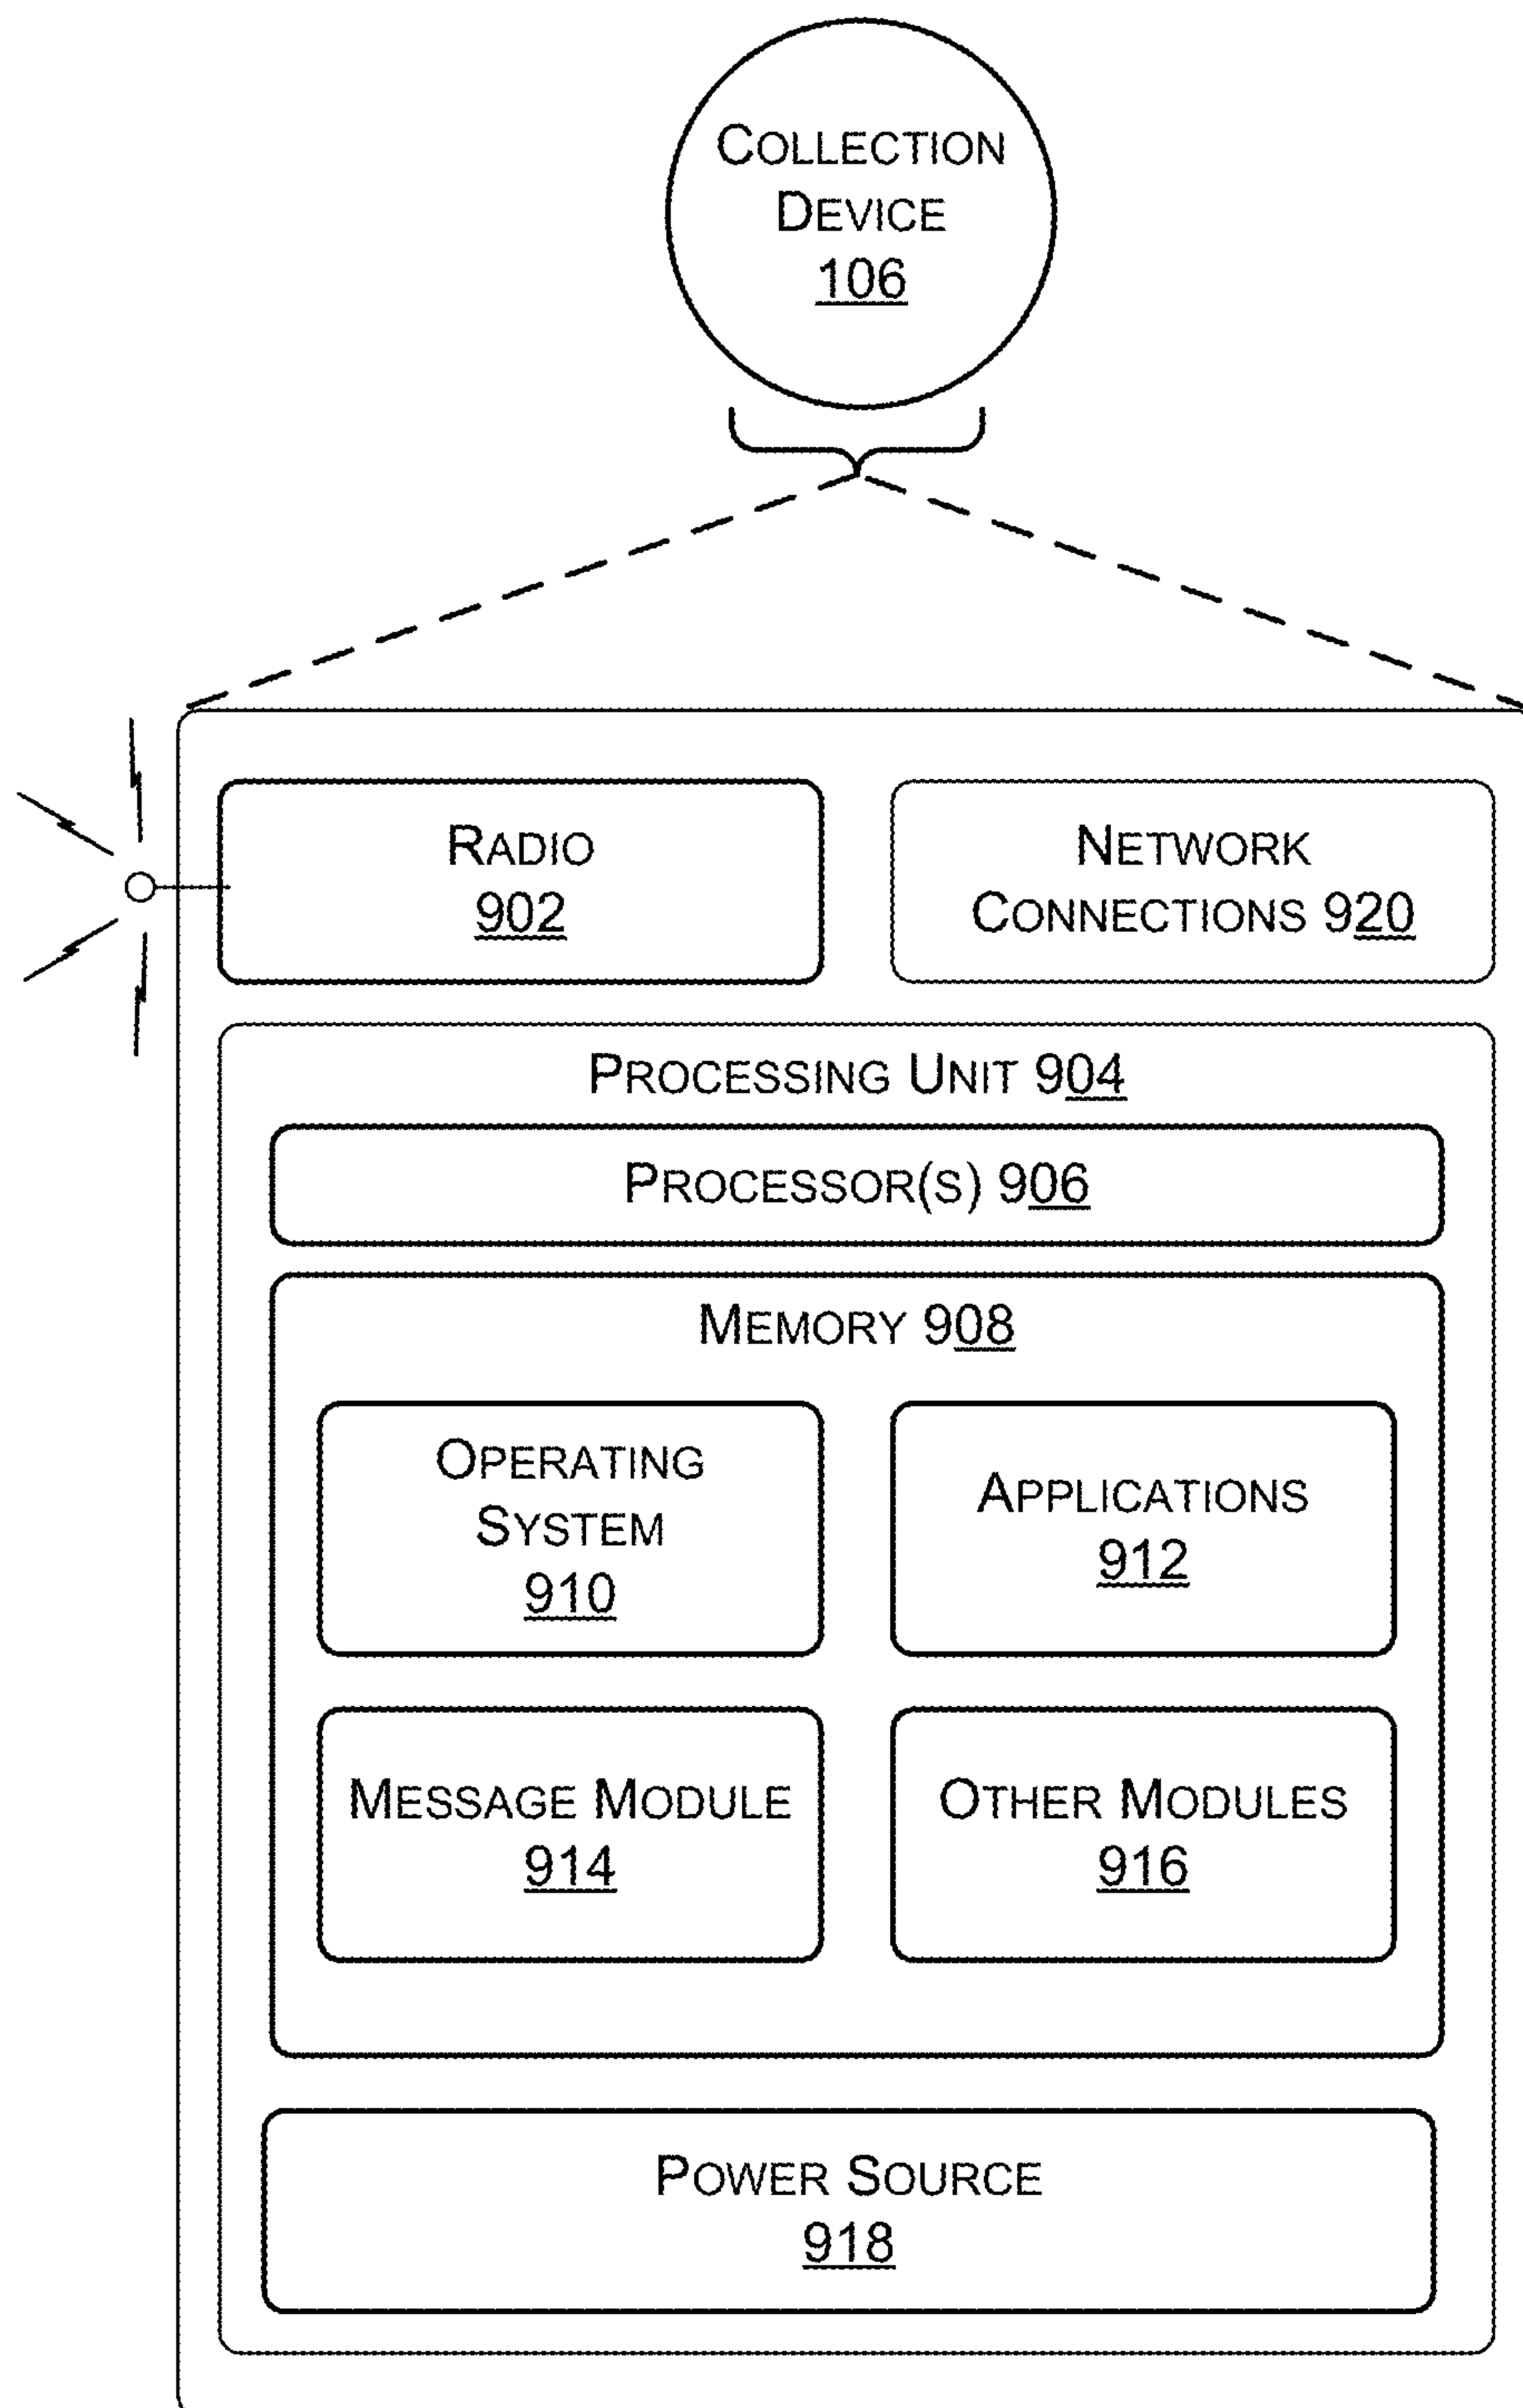 COLLECTION
DEVICE
106
RADIO
902
NETWORK
CONNECTIONS 920
PROCESSING UNIT 904
PROCESSOR(S) 906
MEMORY 908
OPERATING
SYSTEM
910
APPLICATIONS
912
MESSAGE MODULE
914
OTHER MODULES
916
POWER SOURCE
918